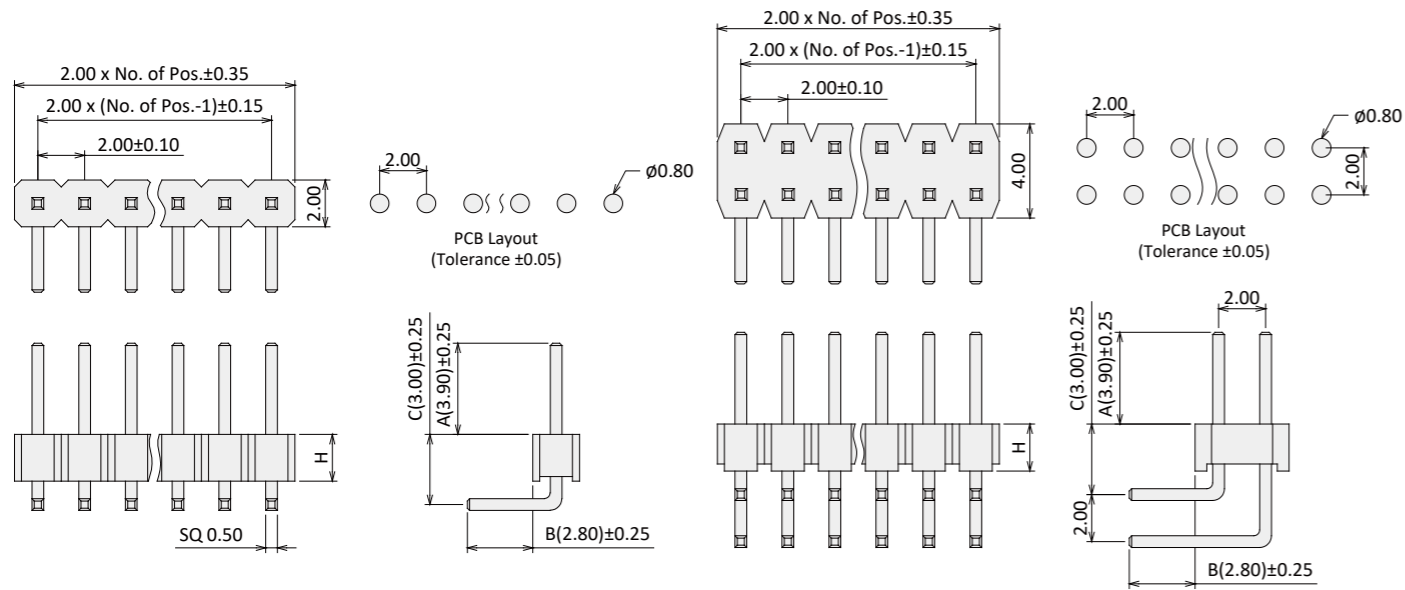 2.00 x No. of Pos.±0.35
2.00 x (No. of Pos.-1)±0.15
2.00±0.10
2.00
2.00
ø0.80
PCB Layout
(Tolerance ±0.05)
H
SQ 0.50
C(3.00)±0.25
A(3.90)±0.25
B(2.80)±0.25
2.00 x No. of Pos.±0.35
2.00 x (No. of Pos.-1)±0.15
2.00±0.10
4.00
2.00
ø0.80
2.00
PCB Layout
(Tolerance ±0.05)
H
2.00
C(3.00)±0.25
A(3.90)±0.25
2.00
B(2.80)±0.25